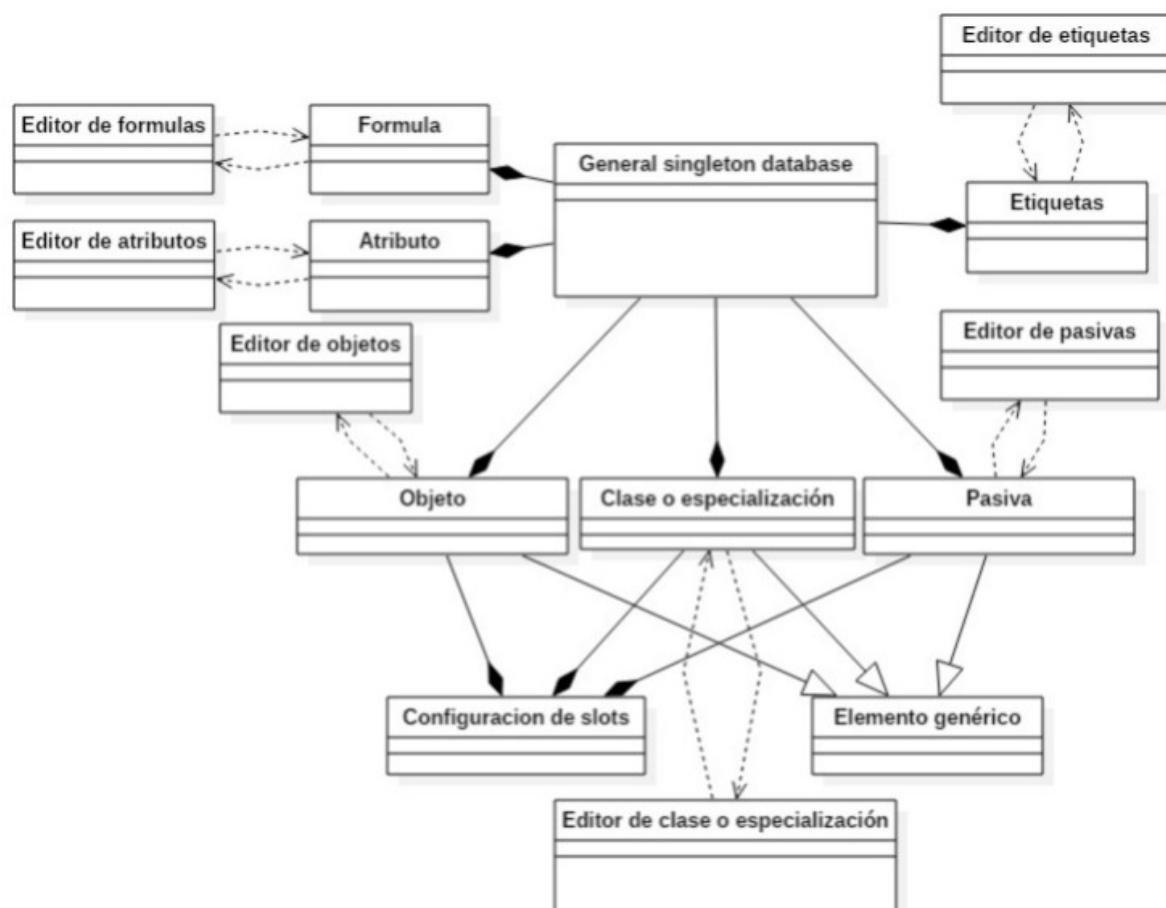 Editor de etiquetas
Editor de formulas
Formula
General singleton database
Etiquetas
Editor de atributos
Atributo
Editor de objetos
Editor de pasivas
Objeto
Clase o especialización
Pasiva
Configuracion de slots
Elemento genérico
Editor de clase o especialización